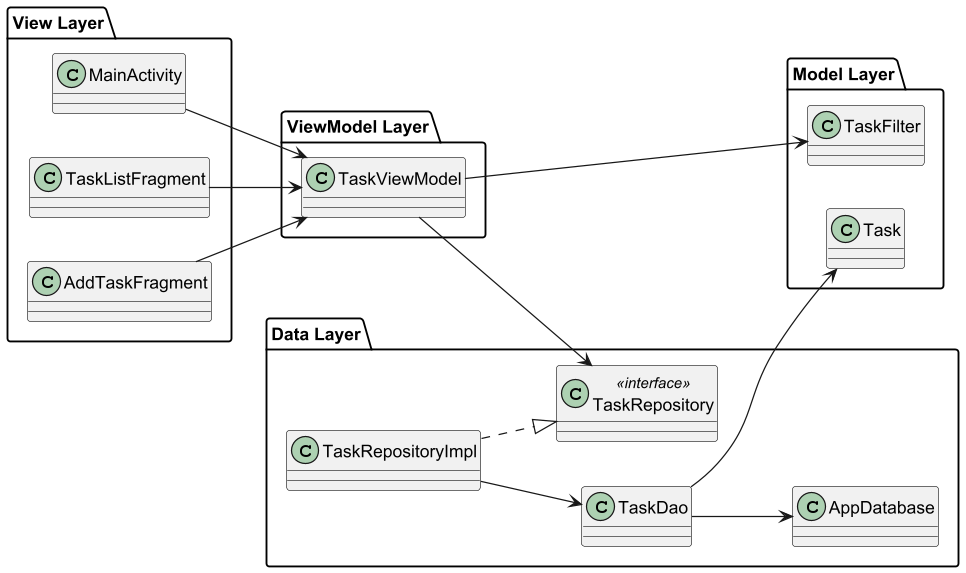 View Layer
C MainActivity
C TaskListFragment
C AddTaskFragment
ViewModel Layer
C TaskViewModel
Model Layer
C TaskFilter
C Task
Data Layer
«interface»
C TaskRepository
C TaskRepositoryImpl
C TaskDao
C AppDatabase